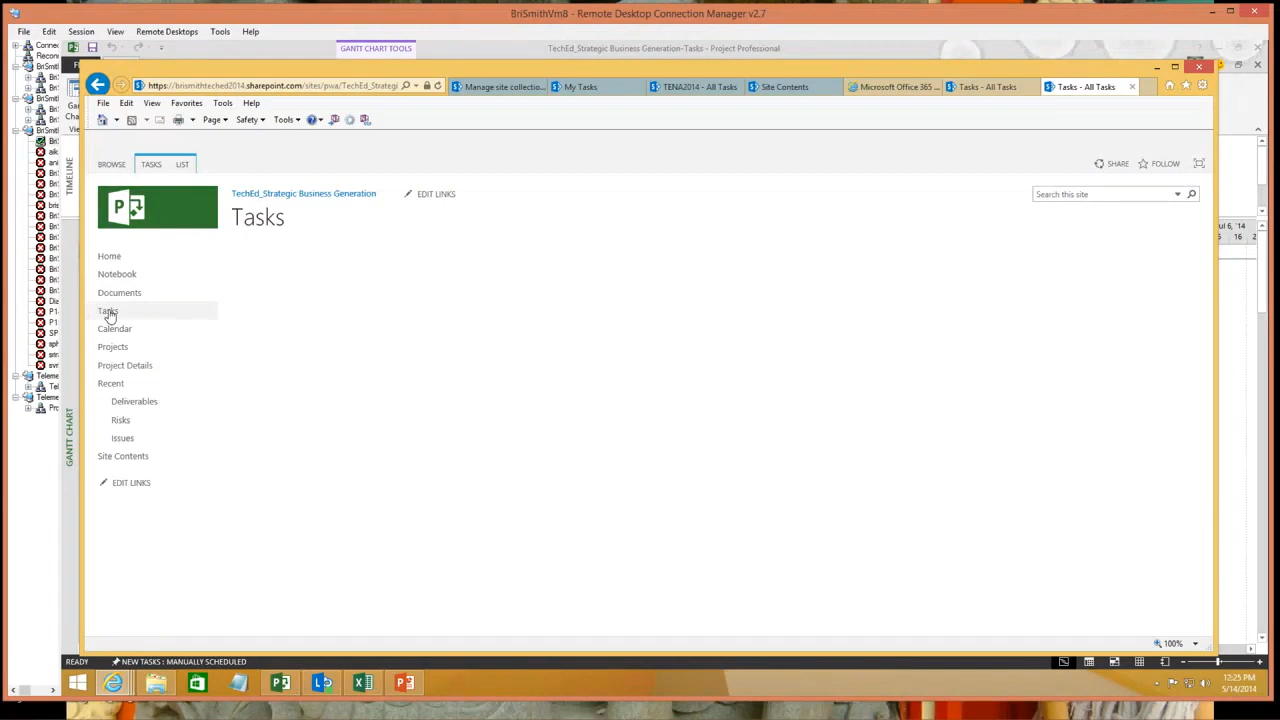 BriSmithVm8 - Remote Desktop Connection Manager v2.7
File Edit Session View Remote Desktops Tools Help
GANTT CHART TOOLS
TechEd_Strategic Business Generation-Tasks - Project Professional
https://brismithteched2014.sharepoint.com/sites/pwa/TechEd_Strategi
Manage site collectio...
My Tasks
TENA2014 - All Tasks
Site Contents
Microsoft Office 365 ...
Tasks - All Tasks
Tasks - All Tasks
File Edit View Favorites Tools Help
Page Safety Tools
BROWSE TASKS LIST
SHARE FOLLOW
TechEd_Strategic Business Generation
EDIT LINKS
Search this site
Tasks
Home
Notebook
Documents
Tasks
Calendar
Projects
Project Details
Recent
Deliverables
Risks
Issues
Site Contents
EDIT LINKS
TIMELINE
GANTT CHART
Jul 6, '14
16
100%
READY
NEW TASKS : MANUALLY SCHEDULED
12:25 PM
5/14/2014